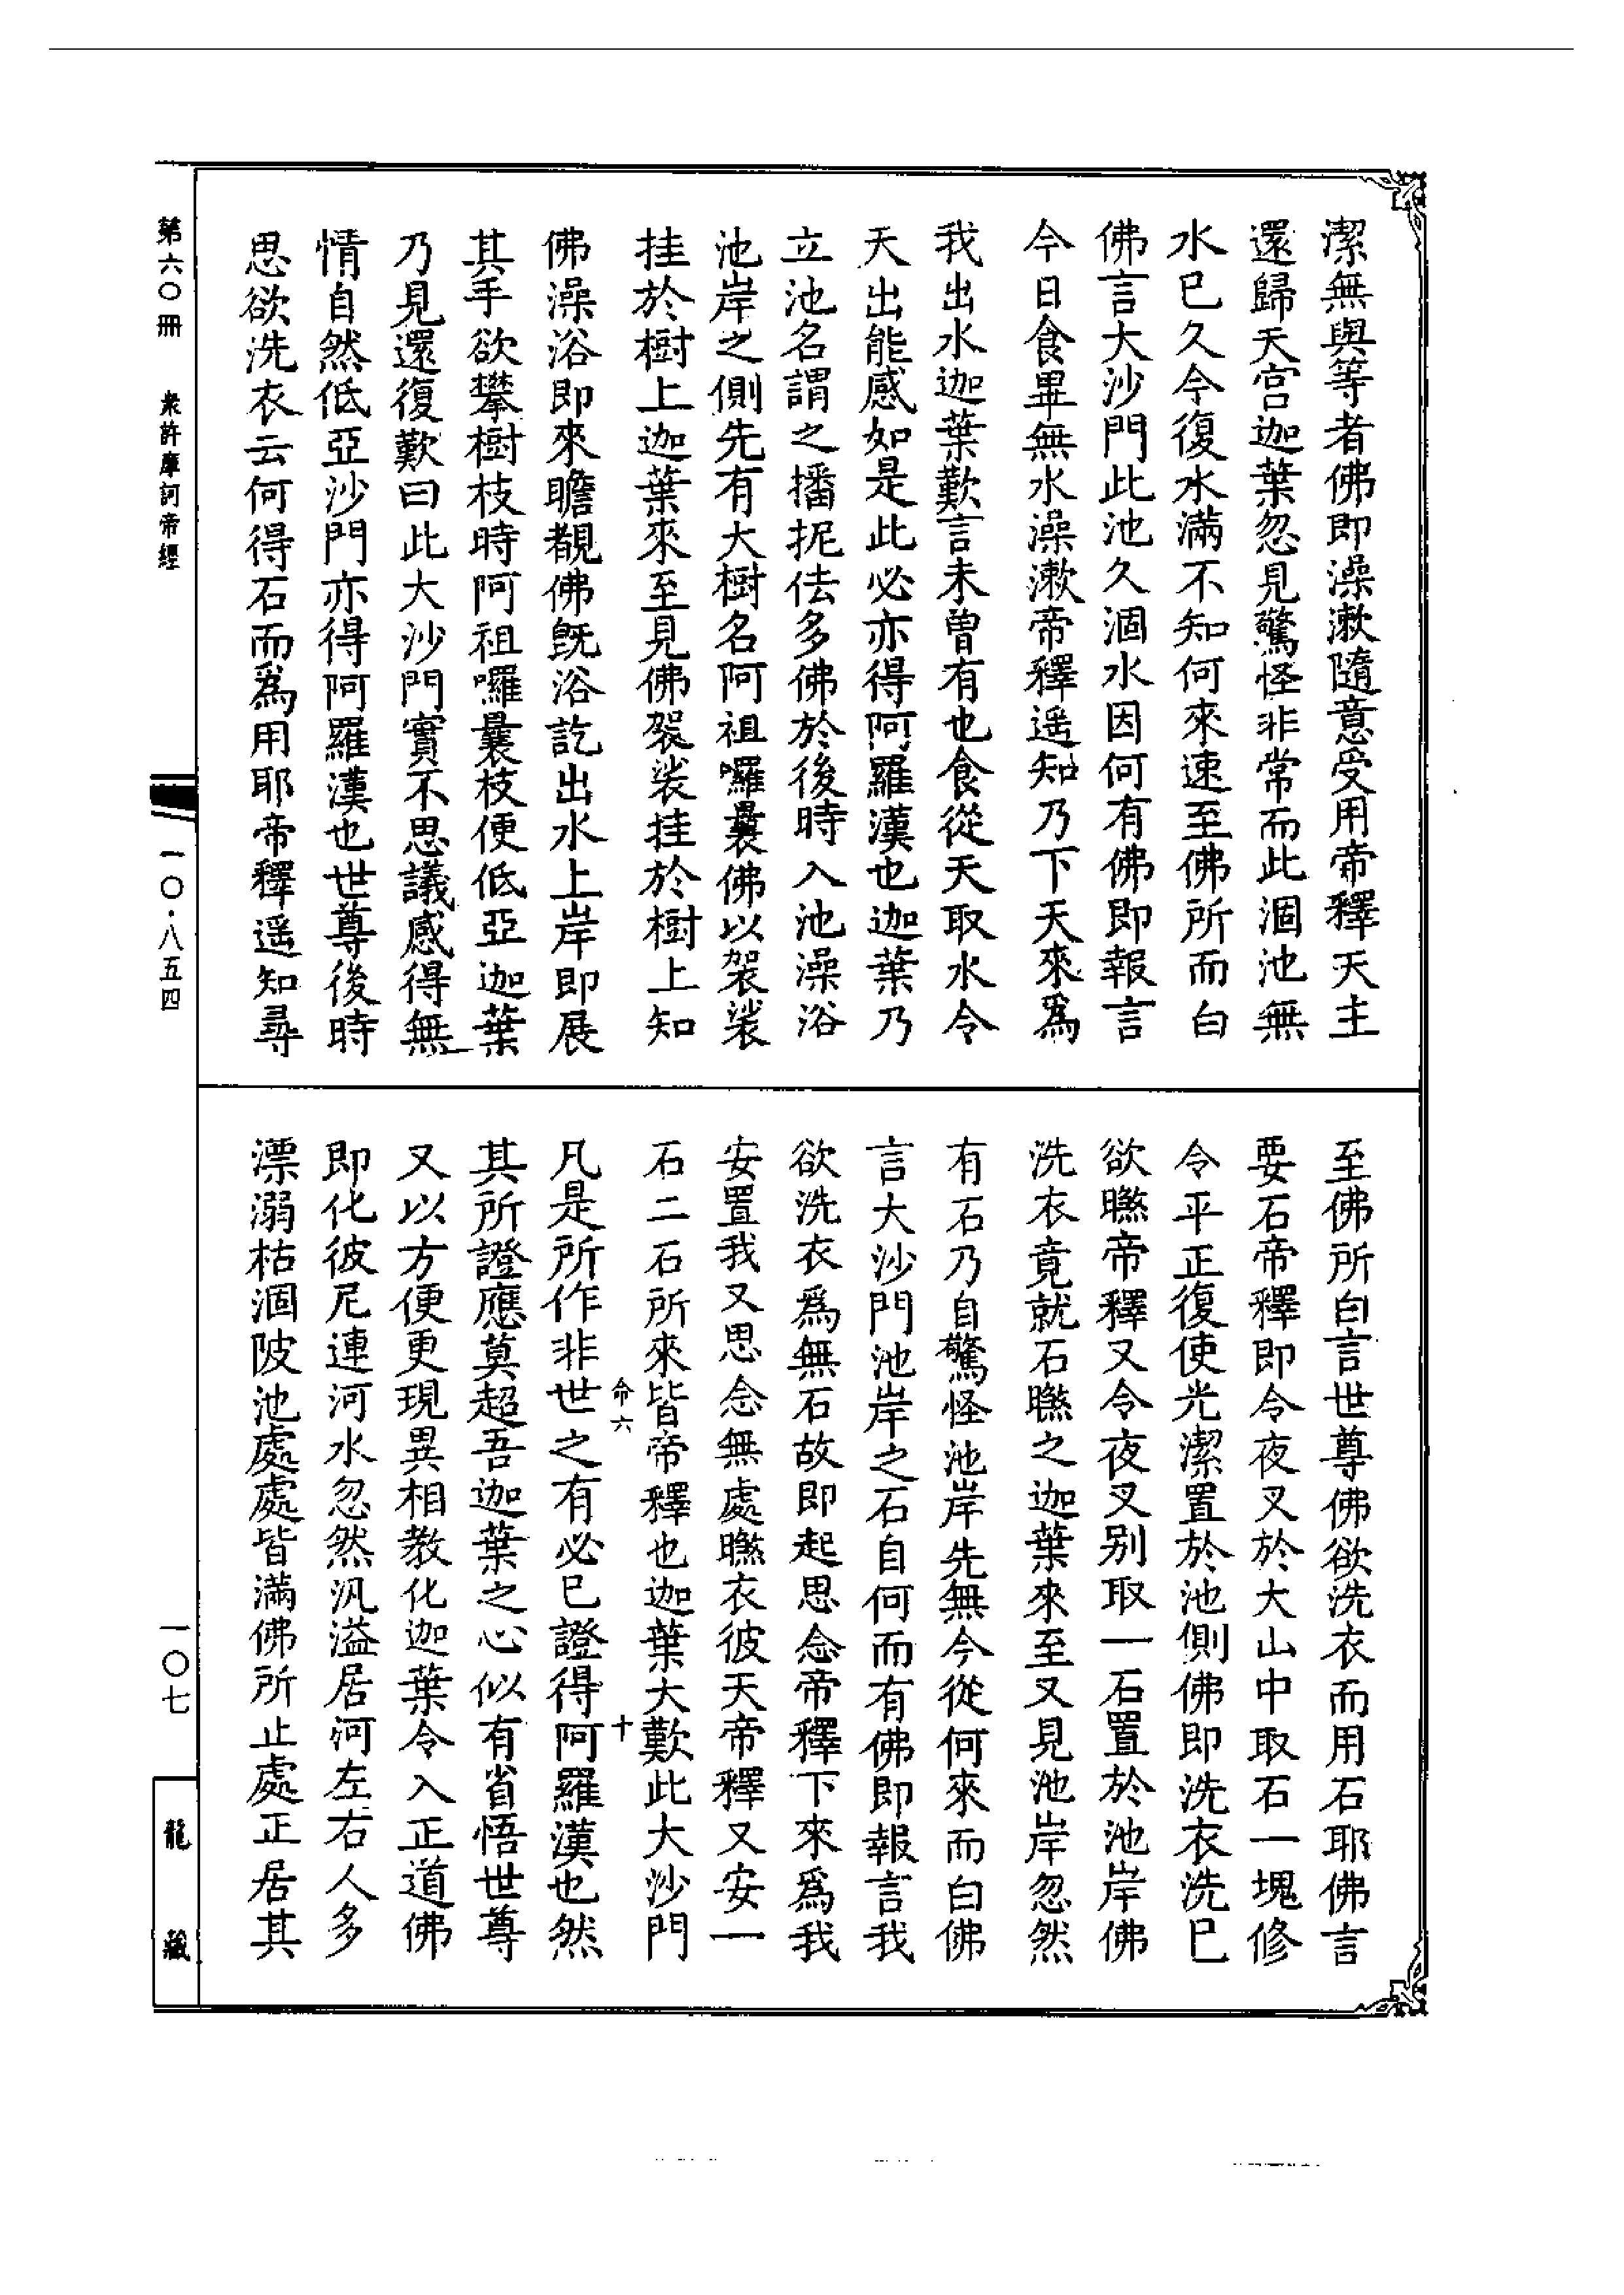 潔無與等者佛即澡漱隨意受用帝釋天主
還歸天宮迦葉忽見驚怪非常而此涸池無
水已久今復水滿不知何來速至佛所而白
佛言大沙門此池久涸水因何有佛即報言
今日食畢無水澡漱帝釋遥知乃下天來爲
我出水迦葉歎言未曾有也食從天取水令
天出能感如是此必亦得阿羅漢也迦葉乃
立池名謂之播抳佉多佛於後時入池澡浴
池岸之側先有大樹名阿祖囉曩佛以袈裟
挂於樹上迦葉來至見佛袈裟挂於樹上知
佛澡浴即來瞻覩佛旣浴訖出水上岸即展
其手欲攀樹枝時阿祖囉曩枝便低亞迦葉
乃見還復歎曰此大沙門實不思議感得無
情自然低亞沙門亦得阿羅漢也世尊後時
思欲洗衣云何得石而爲用耶帝釋遥知尋
至佛所白言世尊佛欲洗衣而用石耶佛言
要石帝釋即令夜叉於大山中取石一塊修
令平正復使光潔置於池側佛即洗衣洗已
欲㬠帝釋又令夜叉别取一石置於池岸佛
洗衣竟就石㬠之迦葉來至又見池岸忽然
有石乃自驚怪池岸先無今從何來而白佛
言大沙門池岸之石自何而有佛即報言我
欲洗衣爲無石故即起思念帝釋下來爲我
安置我又思念無處㬠衣彼天帝釋又安一
石二石所來皆帝釋也迦葉大歎此大沙門
命六
十
凡是所作非世之有必已證得阿羅漢也然
其所證應莫超吾迦葉之心似有省悟世尊
又以方便更現異相教化迦葉令入正道佛
即化彼尼連河水忽然汎溢居河左右人多
漂溺枯涸陂池處處皆滿佛所止處正居其
第六〇冊
衆許摩訶帝經
一〇·八五四
一〇七
龍藏